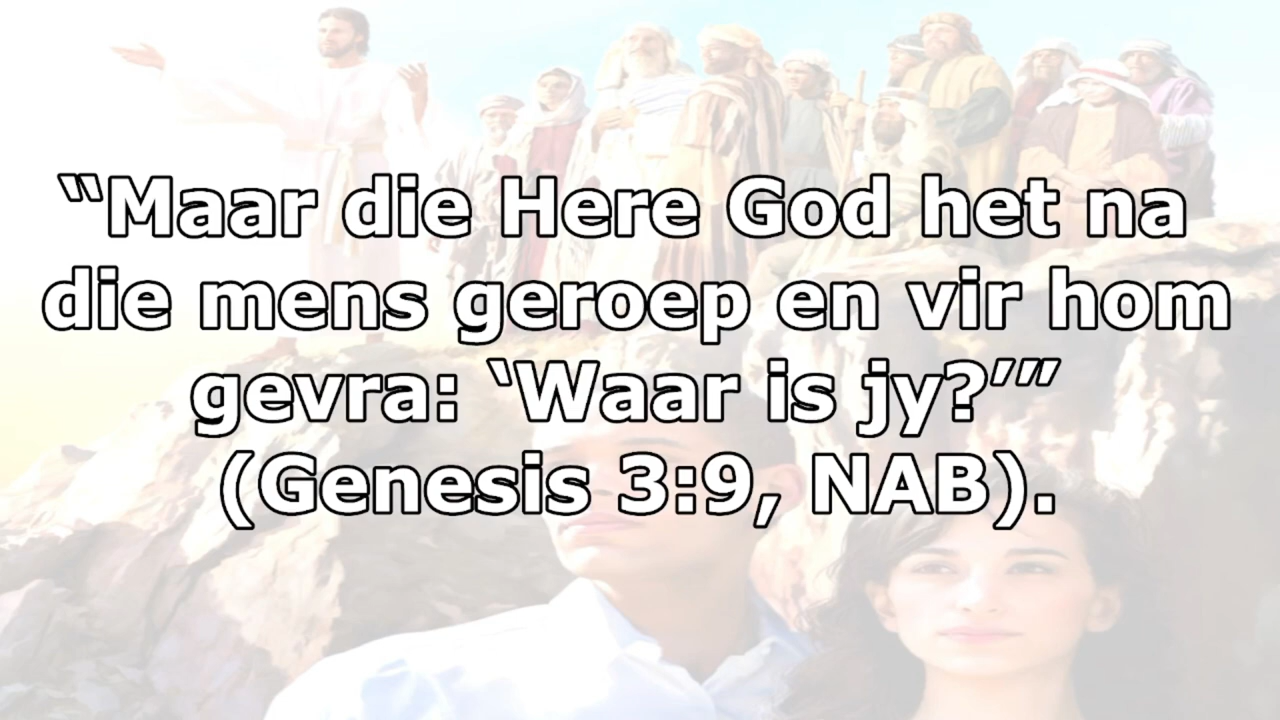 “Maar die Here God het na
die mens geroep en vir hom
gevra: ‘Waar is jy?’”
(Genesis 3:9, NAB).